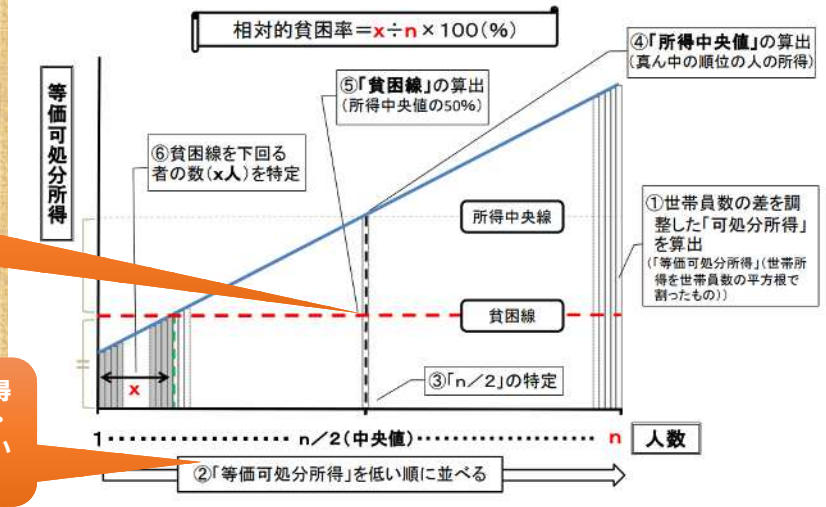 相対的貧困率＝x÷n×100(%)
④「所得中央値」の算出
(真ん中の順位の人の所得)
⑤「貧困線」の算出
(所得中央値の50%)
等価可処分所得
⑥貧困線を下回る
者の数(x人)を特定
①世帯員数の差を調
整した「可処分所得」
を算出
(「等価可処分所得」(世帯所
得を世帯員数の平方根で
割ったもの))
所得中央線
貧困線
＝
x
③「n／2」の特定
得
い
1 ・・・・・・・・・・・・・・・・ n／2(中央値)・・・・・・・・・・・・・・・・・・ n 人数
②「等価可処分所得」を低い順に並べる